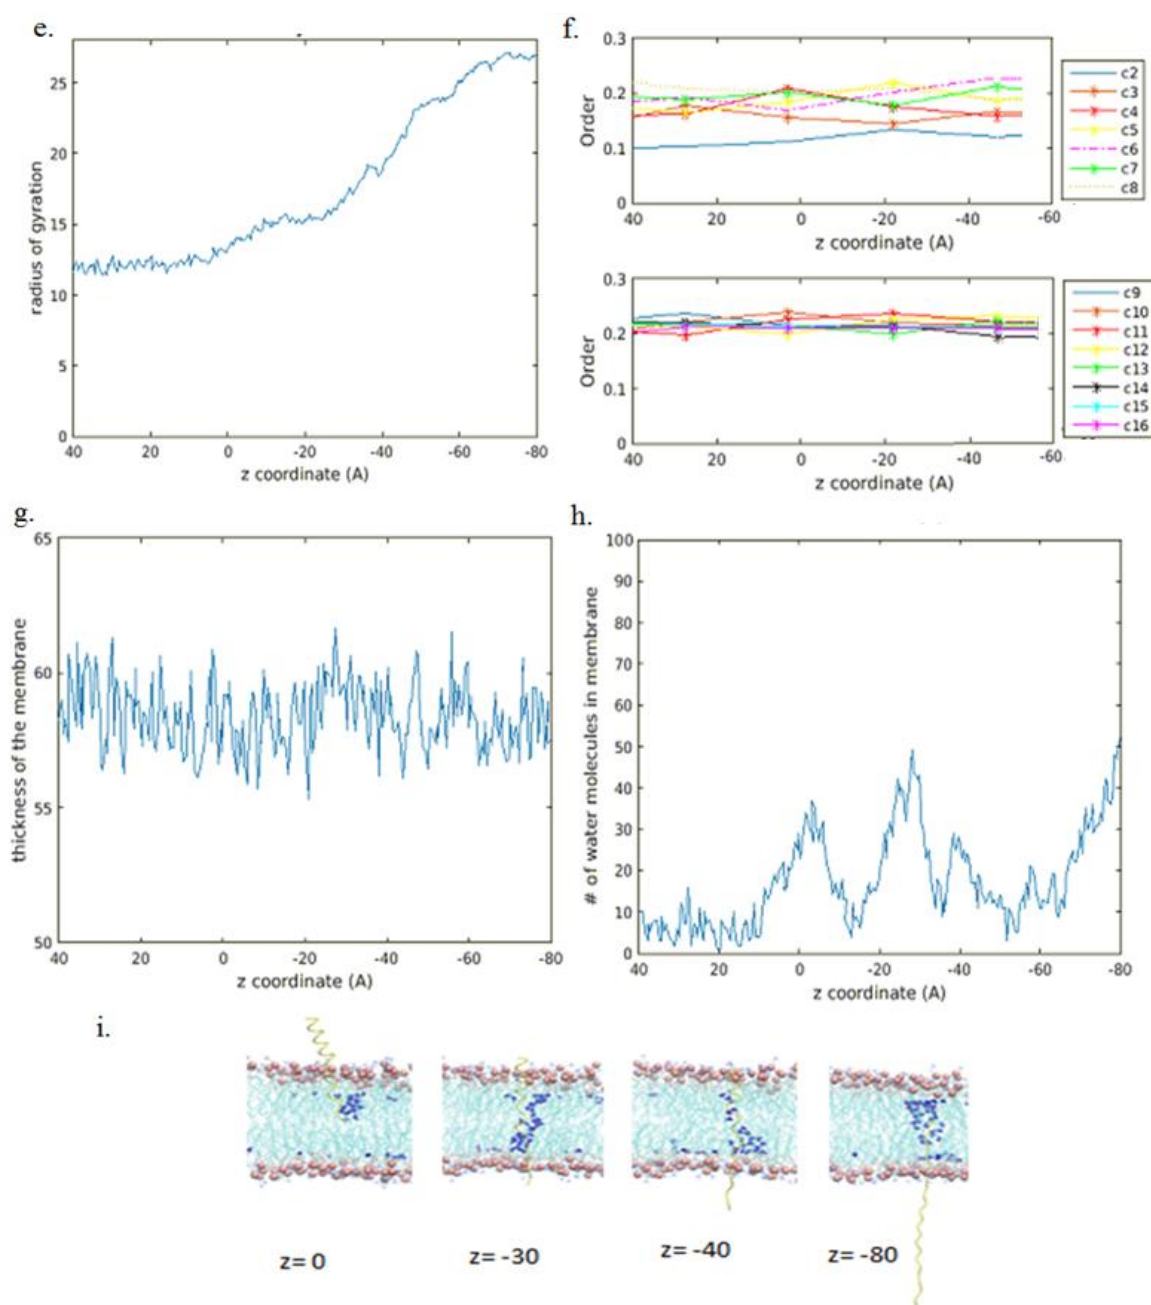 e.
radius of gyration
25
20
15
10
5
0
40 20 0 -20 -40 -60 -80
z coordinate (A)
f.
Order
0.3
0.2
0.1
0
40 20 0 -20 -40 -60
z coordinate (A)
c2
c3
c4
c5
c6
c7
c8
Order
0.3
0.2
0.1
0
40 20 0 -20 -40 -60
z coordinate (A)
c9
c10
c11
c12
c13
c14
c15
c16
g.
thickness of the membrane
65
60
55
50
40 20 0 -20 -40 -60 -80
z coordinate (A)
h.
# of water molecules in membrane
100
90
80
70
60
50
40
30
20
10
0
40 20 0 -20 -40 -60 -80
z coordinate (A)
i.
z= 0
z= -30
z= -40
z= -80